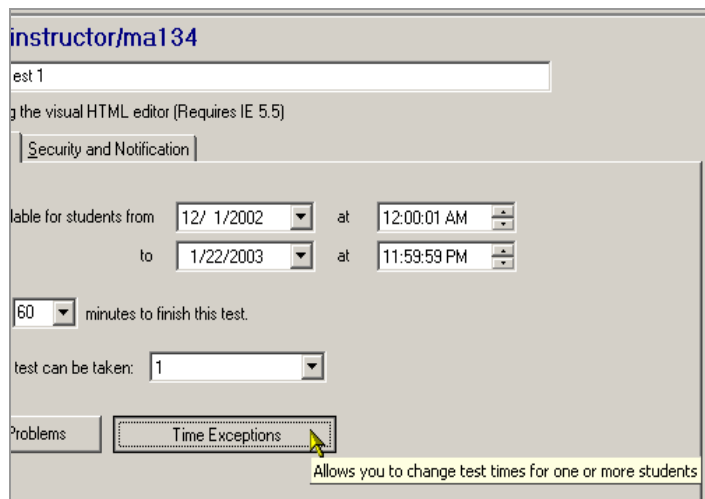 instructor/ma134
est 1
g the visual HTML editor (Requires IE 5.5)
Security and Notification
lable for students from 12/ 1/2002 at 12:00:01 AM
to 1/22/2003 at 11:59:59 PM
60 minutes to finish this test.
test can be taken: 1
Problems Time Exceptions
Allows you to change test times for one or more students